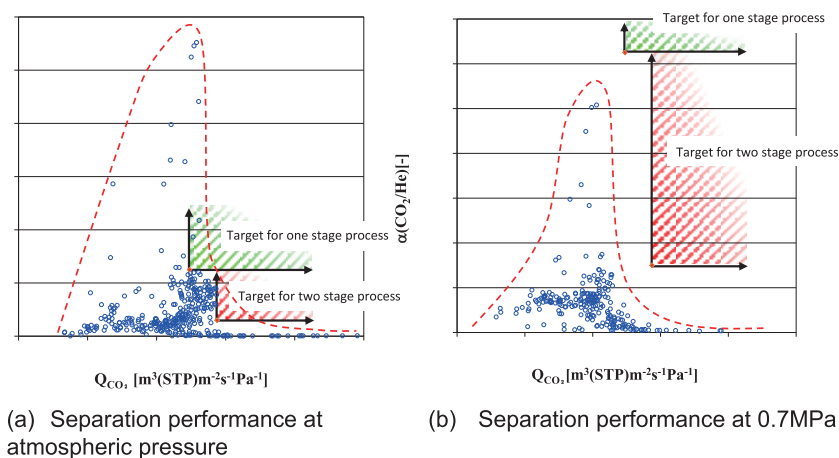 Target for one stage process
Target for two stage process
Q_CO₂ [m³(STP)m⁻²s⁻¹Pa⁻¹]
(a) Separation performance at
atmospheric pressure
Target for one stage process
Target for two stage process
α(CO₂/He)[-]
Q_CO₂[m³(STP)m⁻²s⁻¹Pa⁻¹]
(b) Separation performance at 0.7MPa